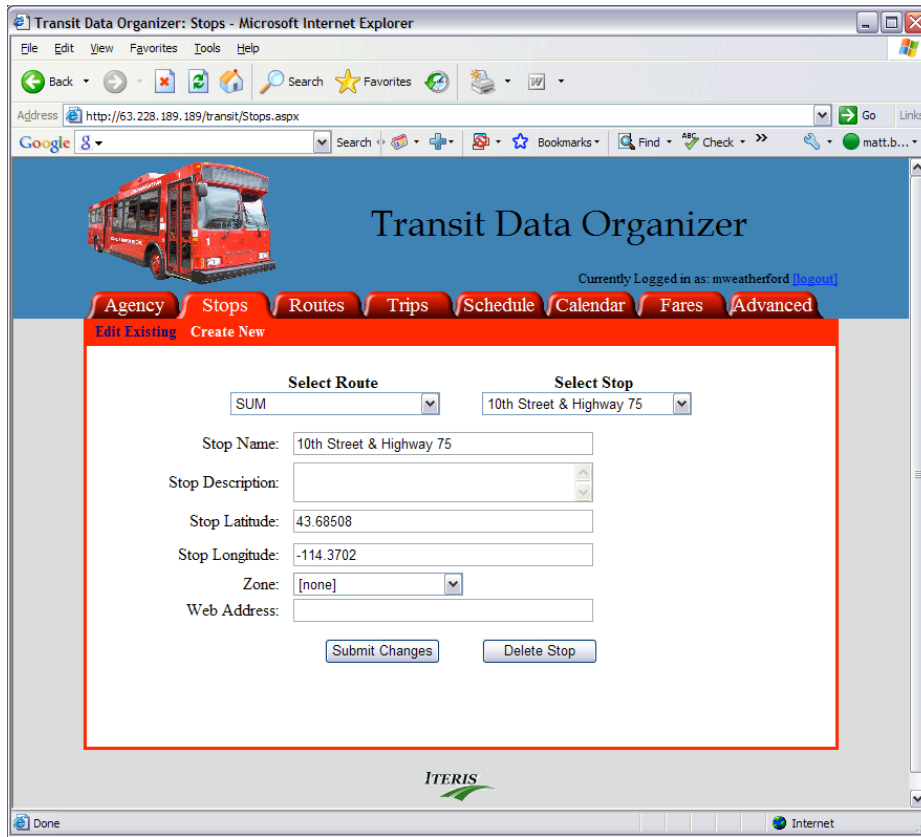 Transit Data Organizer: Stops - Microsoft Internet Explorer
File Edit View Favorites Tools Help
Back Search Favorites W
Address http://63.228.189.189/transit/Stops.aspx Go Links
Google g Search Bookmarks Find ABC Check >> matt.b...
Transit Data Organizer
Currently Logged in as: mweatherford [logout]
Agency Stops Routes Trips Schedule Calendar Fares Advanced
Edit Existing Create New
Select Route Select Stop
SUM 10th Street & Highway 75
Stop Name: 10th Street & Highway 75
Stop Description:
Stop Latitude: 43.68508
Stop Longitude: -114.3702
Zone: [none]
Web Address:
Submit Changes Delete Stop
ITERIS
Done Internet